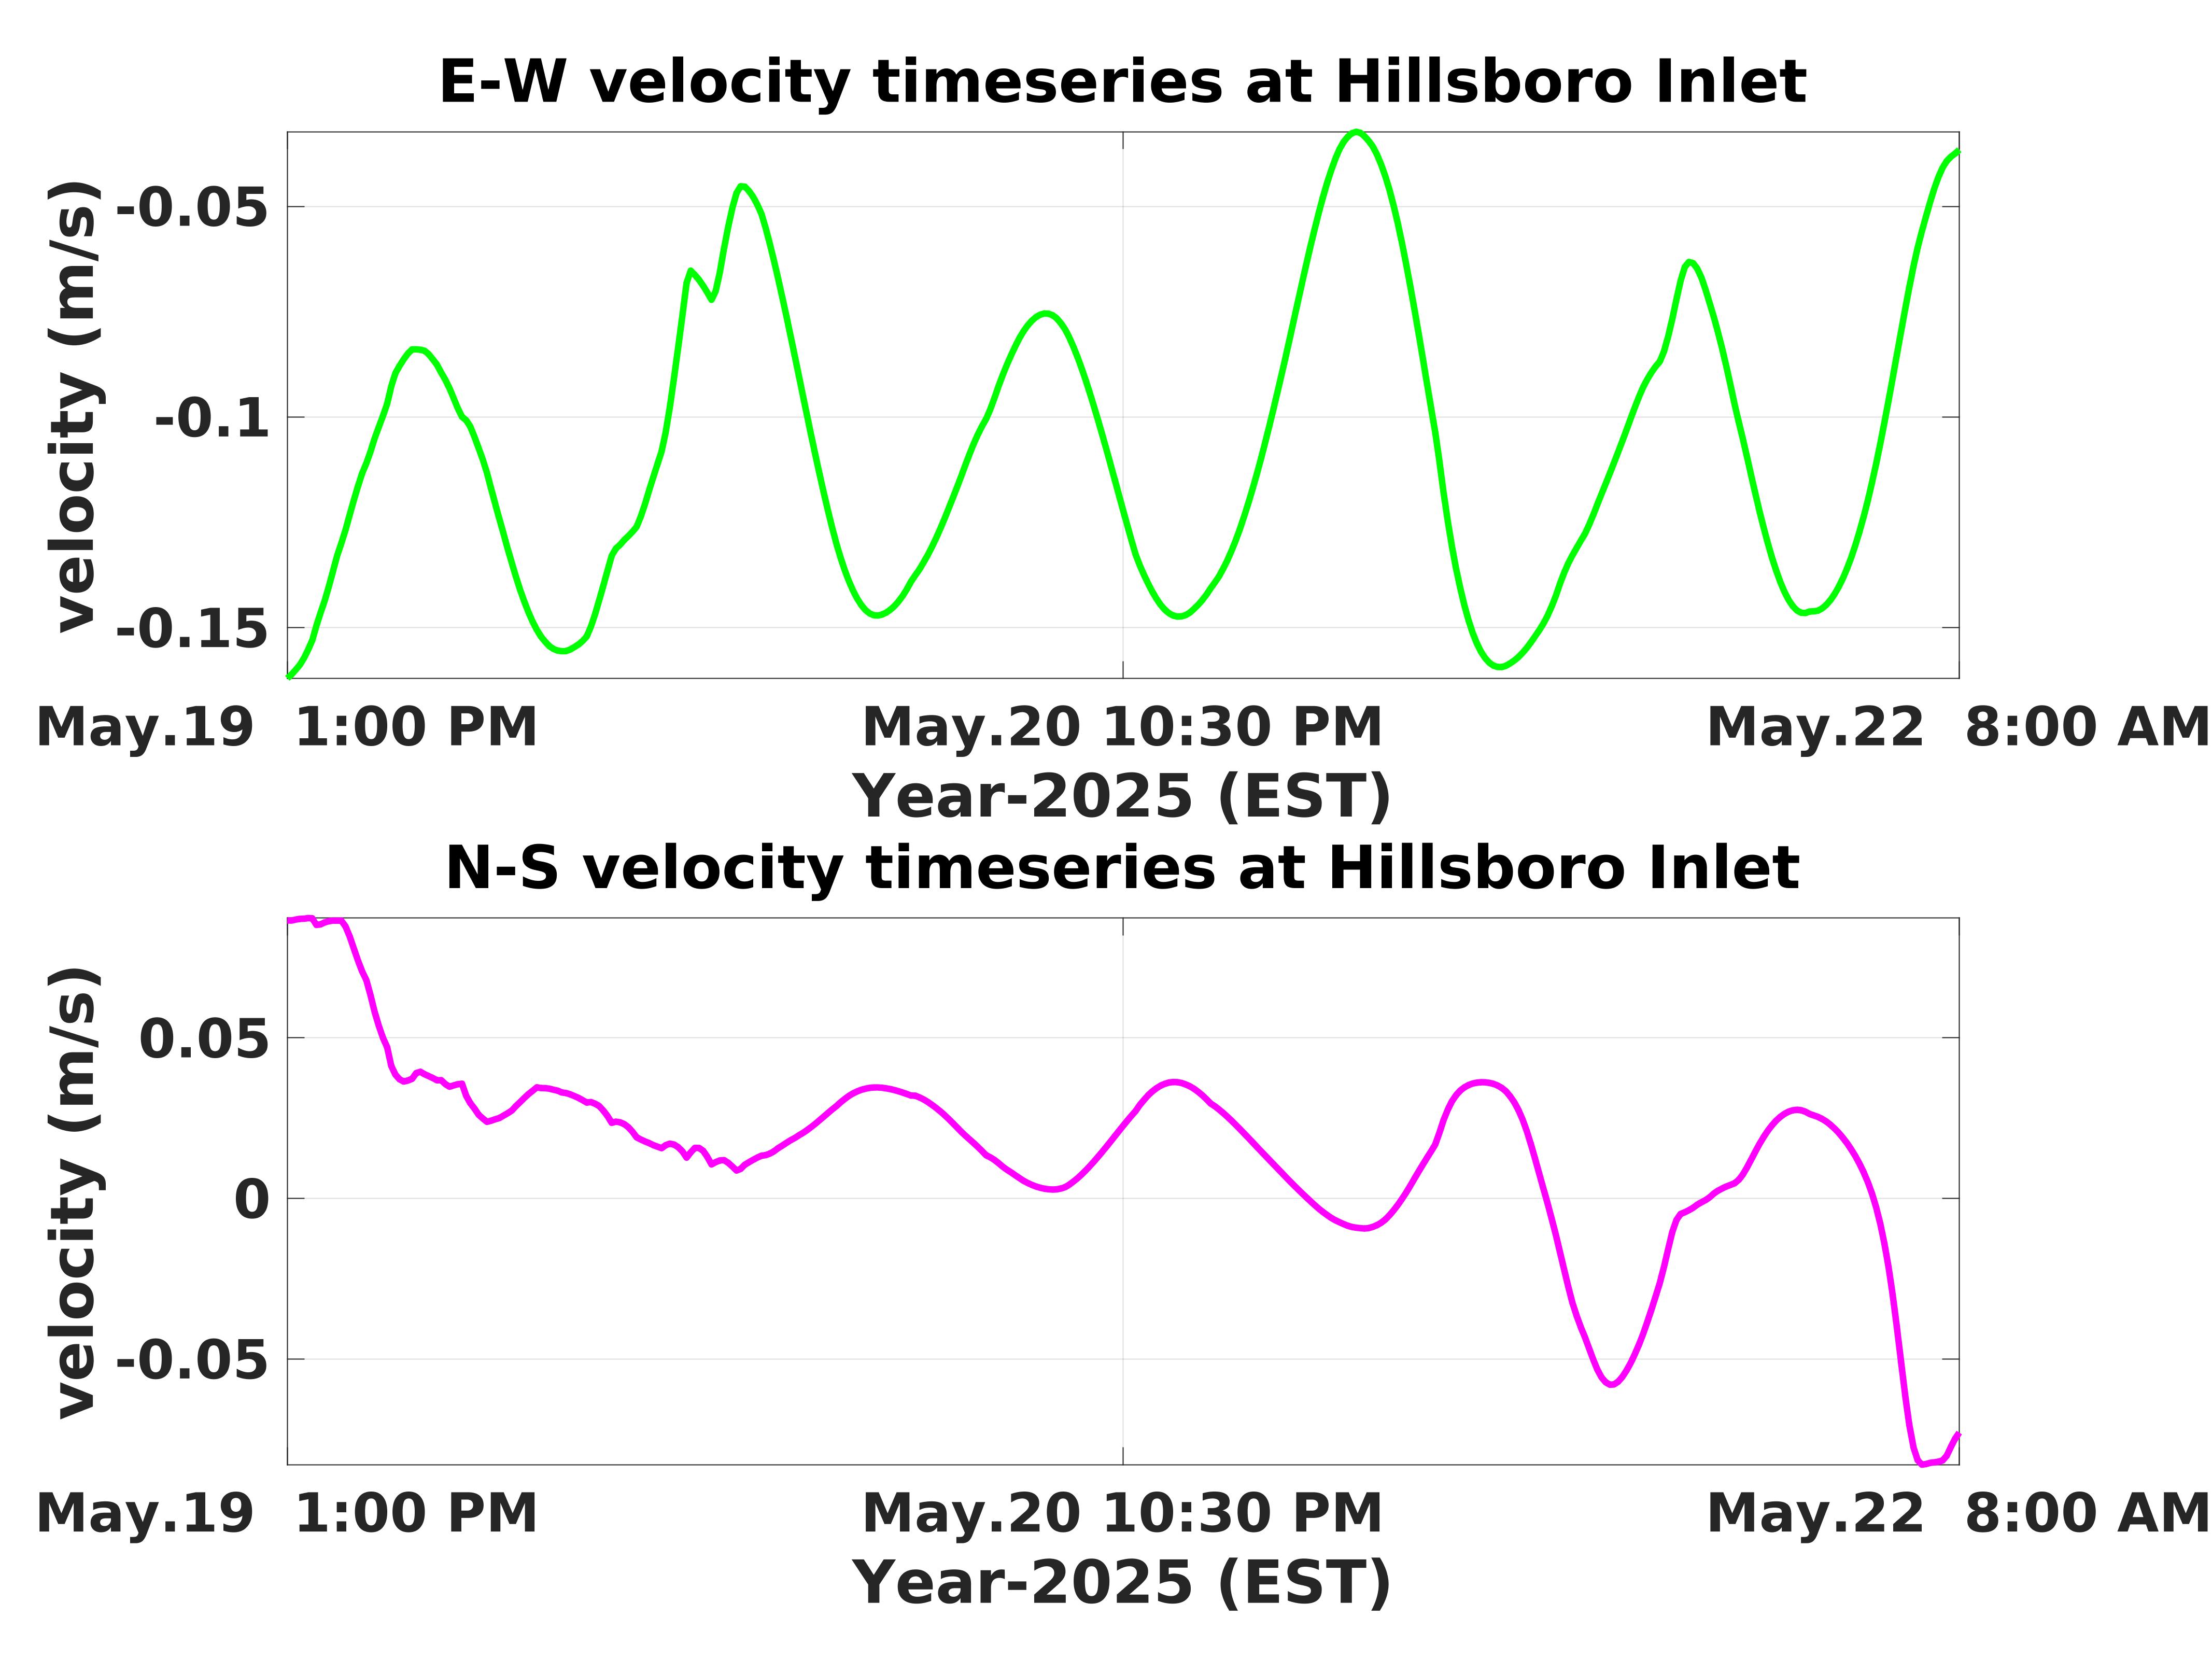 E-W velocity timeseries at Hillsboro Inlet
velocity (m/s)
-0.05
-0.1
-0.15
May.19  1:00 PM
May.20 10:30 PM
May.22  8:00 AM
Year-2025 (EST)
N-S velocity timeseries at Hillsboro Inlet
velocity (m/s)
0.05
0
-0.05
May.19  1:00 PM
May.20 10:30 PM
May.22  8:00 AM
Year-2025 (EST)